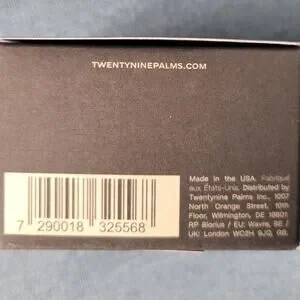 TWENTYNINEPALMS.COM
Made in the USA. Fabriqué
aux États-Unis. Distributed by
Twentynine Palms Inc., 1007
North Orange Street, 10th
Floor, Wilmington, DE 19801
RP Biorius / EU: Wavre, BE /
UK: London WC2H 9JQ, GB.
7 290018 325568